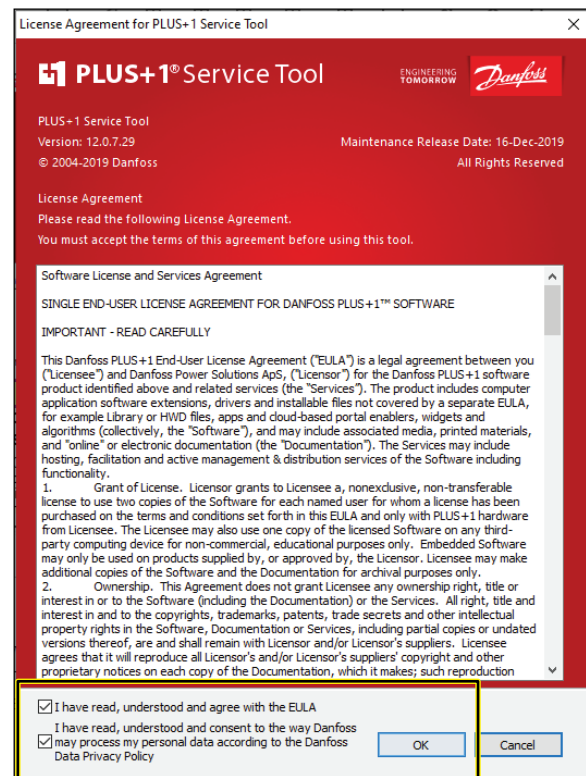 License Agreement for PLUS+1 Service Tool
PLUS+1® Service Tool
ENGINEERING
TOMORROW
Danfoss
PLUS+1 Service Tool
Version: 12.0.7.29
Maintenance Release Date: 16-Dec-2019
© 2004-2019 Danfoss
All Rights Reserved
License Agreement
Please read the following License Agreement.
You must accept the terms of this agreement before using this tool.
Software License and Services Agreement
SINGLE END-USER LICENSE AGREEMENT FOR DANFOSS PLUS+1™ SOFTWARE
IMPORTANT - READ CAREFULLY
This Danfoss PLUS+1 End-User License Agreement ("EULA") is a legal agreement between you
("Licensee") and Danfoss Power Solutions ApS, ("Licensor") for the Danfoss PLUS+1 software
product identified above and related services (the "Services"). The product includes computer
application software extensions, drivers and installable files not covered by a separate EULA,
for example Library or HWD files, apps and cloud-based portal enablers, widgets and
algorithms (collectively, the "Software"), and may include associated media, printed materials,
and "online" or electronic documentation (the "Documentation"). The Services may include
hosting, facilitation and active management & distribution services of the Software including
functionality.
1. Grant of License. Licensor grants to Licensee a, nonexclusive, non-transferable
license to use two copies of the Software for each named user for whom a license has been
purchased on the terms and conditions set forth in this EULA and only with PLUS+1 hardware
from Licensee. The Licensee may also use one copy of the licensed Software on any third-
party computing device for non-commercial, educational purposes only. Embedded Software
may only be used on products supplied by, or approved by, the Licensor. Licensee may make
additional copies of the Software and the Documentation for archival purposes only.
2. Ownership. This Agreement does not grant Licensee any ownership right, title or
interest in or to the Software (including the Documentation) or the Services. All right, title and
interest in and to the copyrights, trademarks, patents, trade secrets and other intellectual
property rights in the Software, Documentation or Services, including partial copies or undated
versions thereof, are and shall remain with Licensor and/or Licensor's suppliers. Licensee
agrees that it will reproduce all Licensor's and/or Licensor's suppliers' copyright and other
proprietary notices on each copy of the Documentation, which it makes; such reproduction
I have read, understood and agree with the EULA
I have read, understood and consent to the way Danfoss
may process my personal data according to the Danfoss
Data Privacy Policy
OK
Cancel